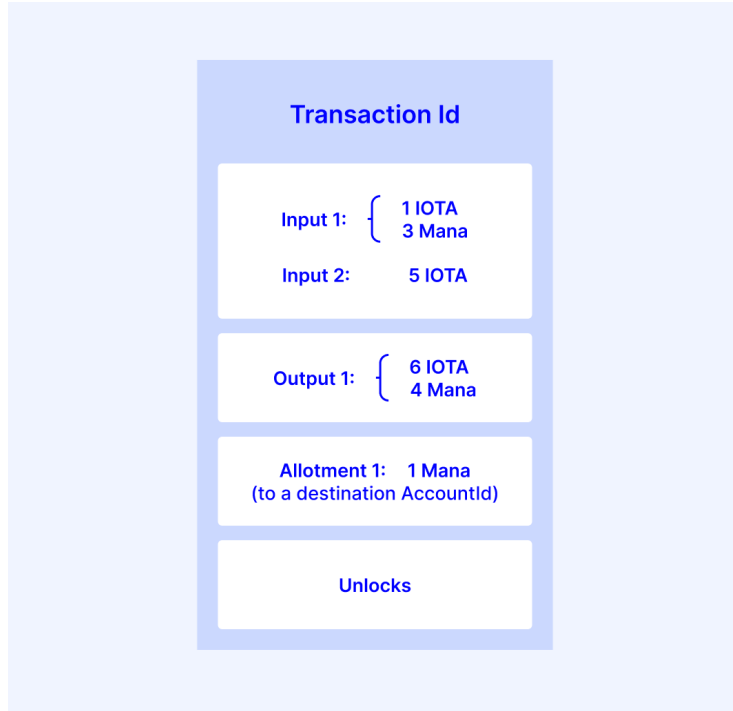 Transaction Id
Input 1: 1 IOTA
3 Mana
Input 2: 5 IOTA
Output 1: 6 IOTA
4 Mana
Allotment 1: 1 Mana
(to a destination AccountId)
Unlocks